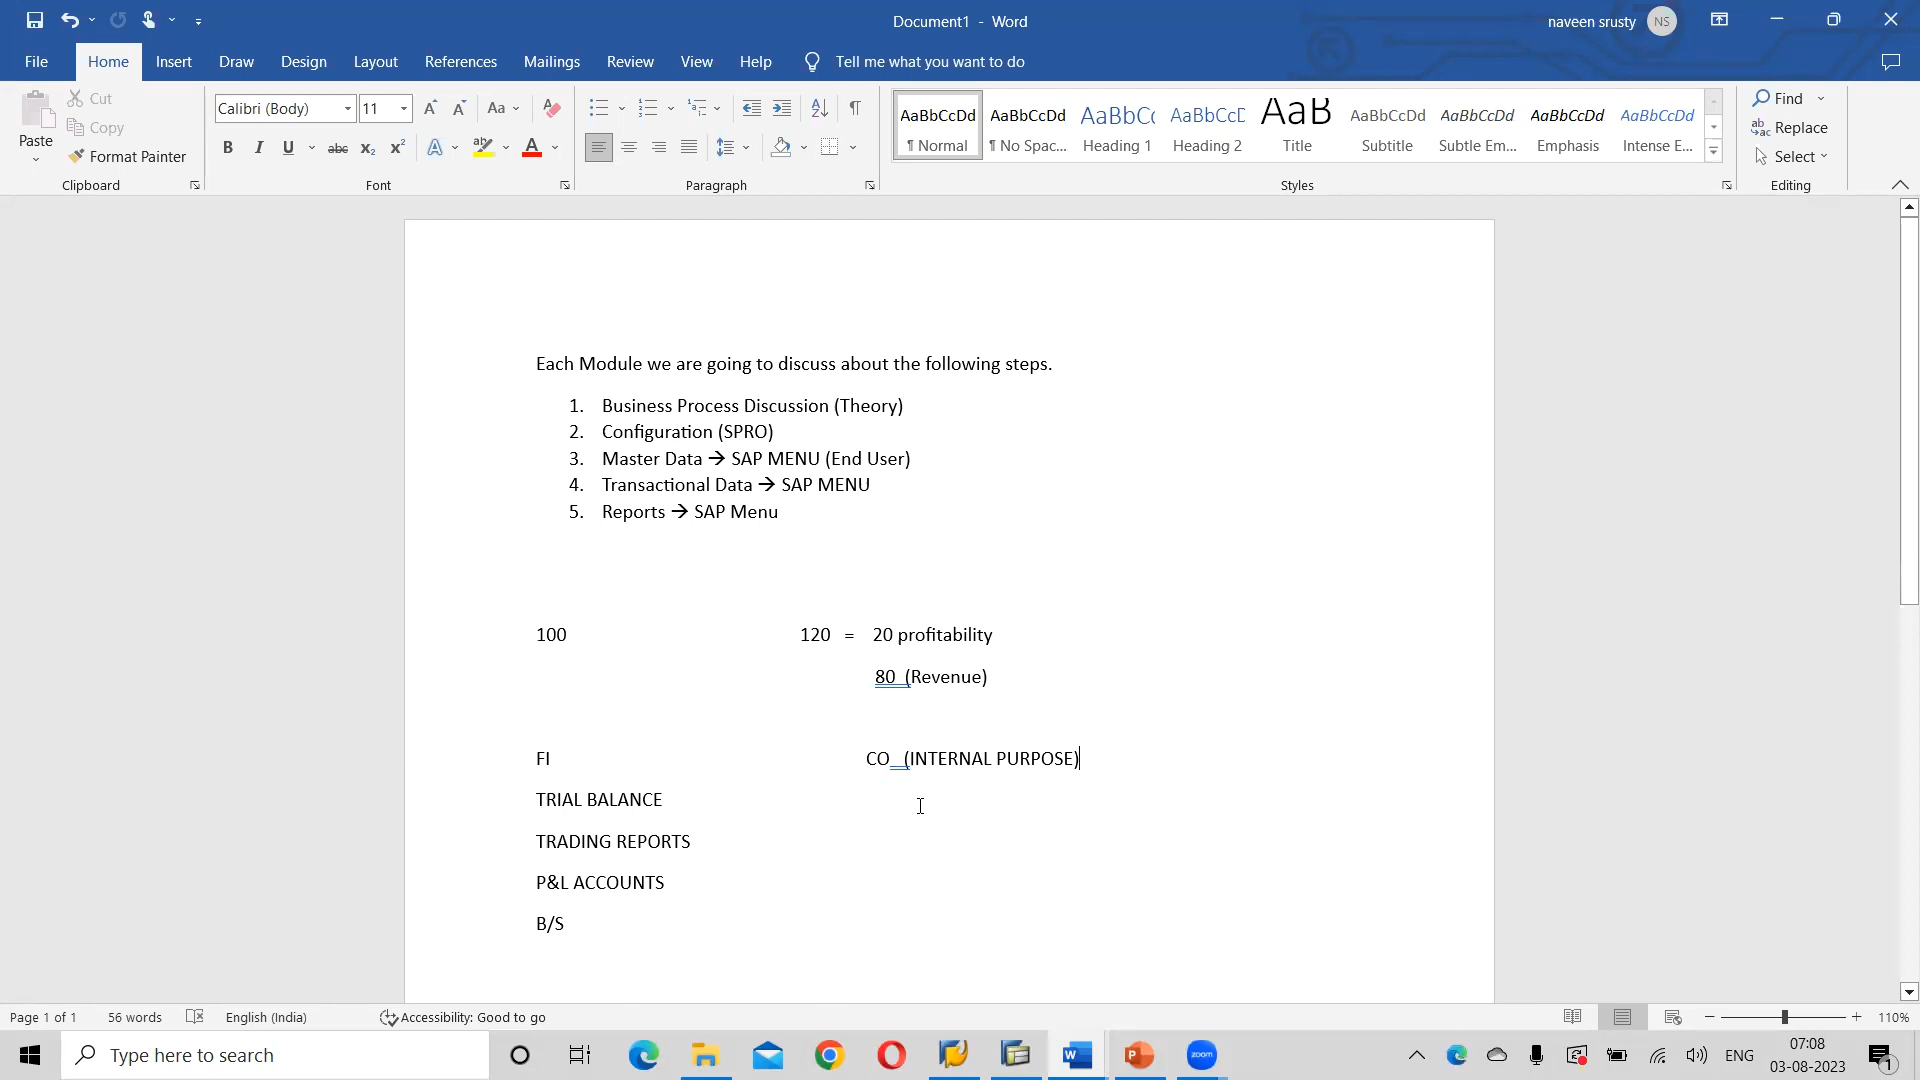 Document1 - Word
naveen srusty NS
File Home Insert Draw Design Layout References Mailings Review View Help Tell me what you want to do
Paste
Cut
Copy
Format Painter
Clipboard
Calibri (Body) 11
Font
Paragraph
AaBbCcDd AaBbCcDd AaBbC( AaBbCcE AaB AaBbCcDd AaBbCcDd AaBbCcDd AaBbCcDd
¶ Normal ¶ No Spac... Heading 1 Heading 2 Title Subtitle Subtle Em... Emphasis Intense E...
Styles
Find
Replace
Select
Editing
Each Module we are going to discuss about the following steps.
1. Business Process Discussion (Theory)
2. Configuration (SPRO)
3. Master Data → SAP MENU (End User)
4. Transactional Data → SAP MENU
5. Reports → SAP Menu
100 120 = 20 profitability
80 (Revenue)
FI CO (INTERNAL PURPOSE)
TRIAL BALANCE
TRADING REPORTS
P&L ACCOUNTS
B/S
Page 1 of 1 56 words English (India) Accessibility: Good to go 110%
Type here to search
zoom
ENG
07:08
03-08-2023
1